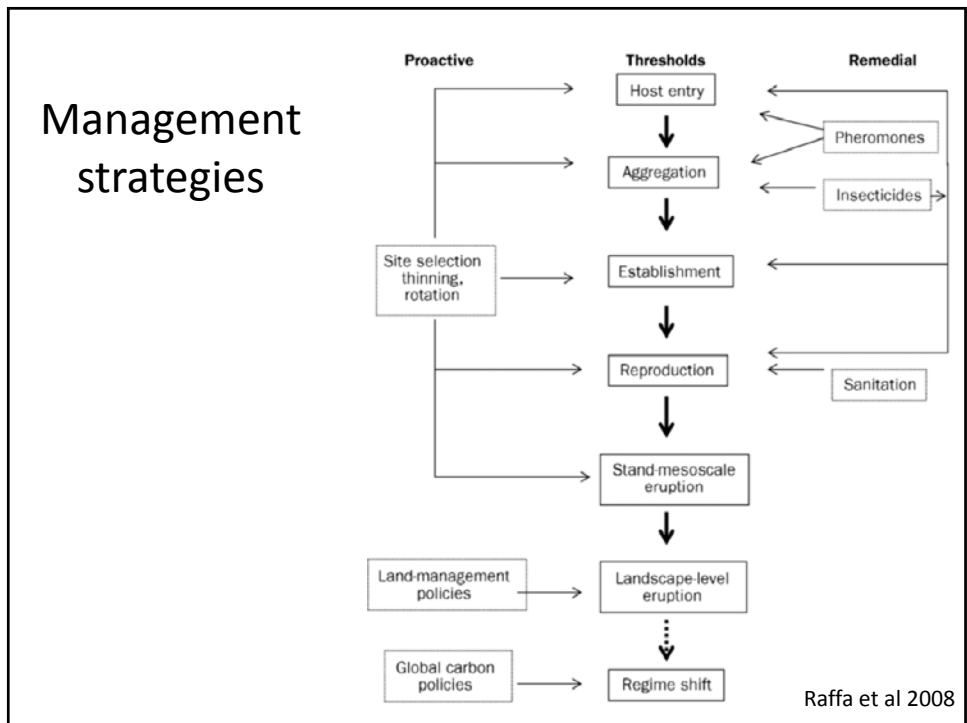 Management
strategies
Proactive
Thresholds
Remedial
Host entry
Pheromones
Aggregation
Insecticides
Site selection
thinning,
rotation
Establishment
Reproduction
Sanitation
Stand-mesoscale
eruption
Land-management
policies
Landscape-level
eruption
Global carbon
policies
Regime shift
Raffa et al 2008